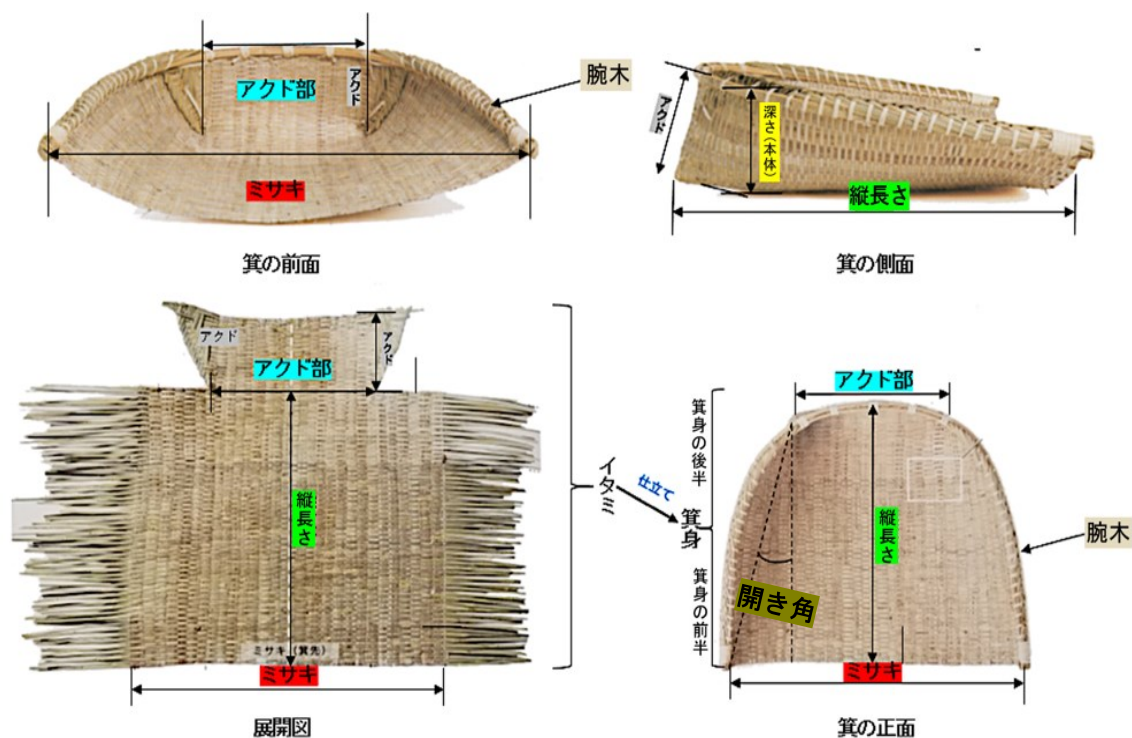 アクド部
アクド
腕木
ミサキ
箕の前面
アクド
深さ(本体)
縦長さ
箕の側面
アクド
アクド
アクド部
縦長さ
ミサキ（箕先）
ミサキ
展開図
イタミ
仕立て
箕身
箕身の後半
箕身の前半
アクド部
縦長さ
腕木
開き角
ミサキ
箕の正面